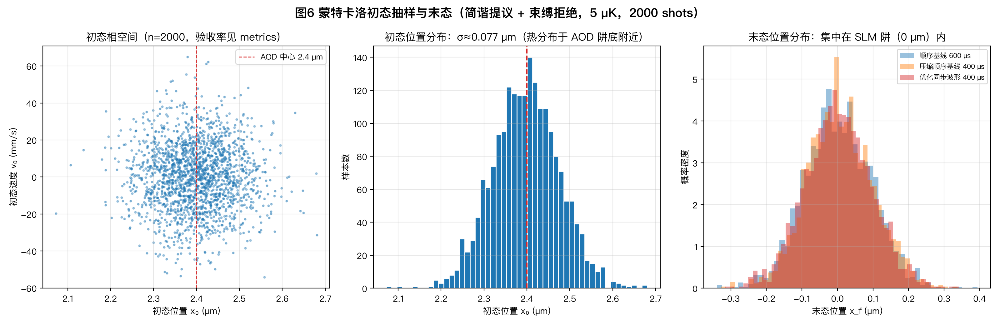 图6 蒙特卡洛初态抽样与末态（简谐提议 + 束缚拒绝，5 μK，2000 shots）
初态相空间（n=2000，验收率见 metrics）
AOD 中心 2.4 μm
60
40
20
0
−20
−40
−60
初态速度 v₀ (mm/s)
2.1 2.2 2.3 2.4 2.5 2.6 2.7
初态位置 x₀ (μm)
初态位置分布：σ≈0.077 μm（热分布于 AOD 阱底附近）
140
120
100
80
60
40
20
0
样本数
2.1 2.2 2.3 2.4 2.5 2.6 2.7
初态位置 x₀ (μm)
末态位置分布：集中在 SLM 阱（0 μm）内
顺序基线 600 μs
压缩顺序基线 400 μs
优化同步波形 400 μs
5
4
3
2
1
0
概率密度
−0.3 −0.2 −0.1 0.0 0.1 0.2 0.3 0.4
末态位置 x_f (μm)